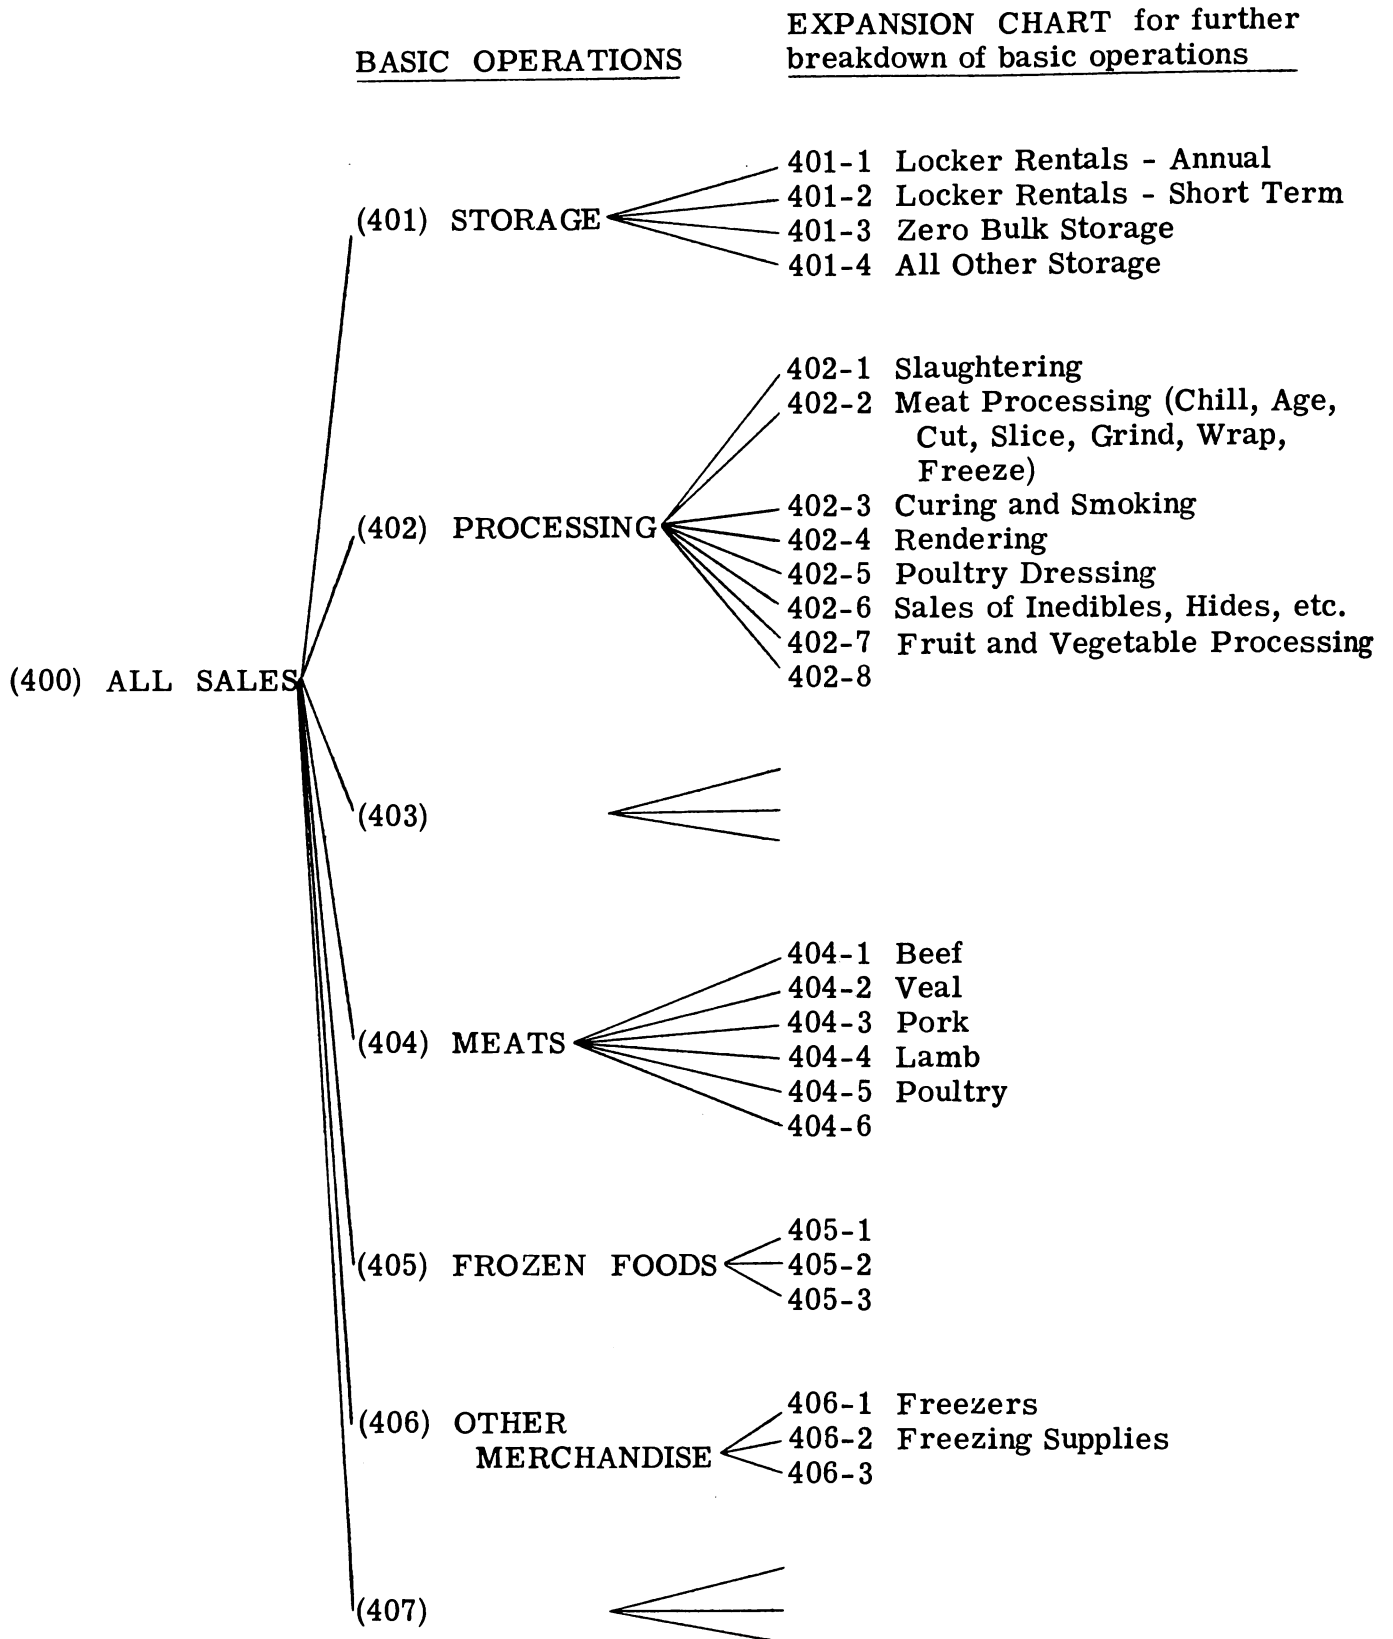 BASIC OPERATIONS
EXPANSION CHART for further
breakdown of basic operations
(400) ALL SALES
(401) STORAGE
401-1 Locker Rentals - Annual
401-2 Locker Rentals - Short Term
401-3 Zero Bulk Storage
401-4 All Other Storage
(402) PROCESSING
402-1 Slaughtering
402-2 Meat Processing (Chill, Age,
Cut, Slice, Grind, Wrap,
Freeze)
402-3 Curing and Smoking
402-4 Rendering
402-5 Poultry Dressing
402-6 Sales of Inedibles, Hides, etc.
402-7 Fruit and Vegetable Processing
402-8
(403)
(404) MEATS
404-1 Beef
404-2 Veal
404-3 Pork
404-4 Lamb
404-5 Poultry
404-6
(405) FROZEN FOODS
405-1
405-2
405-3
(406) OTHER
MERCHANDISE
406-1 Freezers
406-2 Freezing Supplies
406-3
(407)